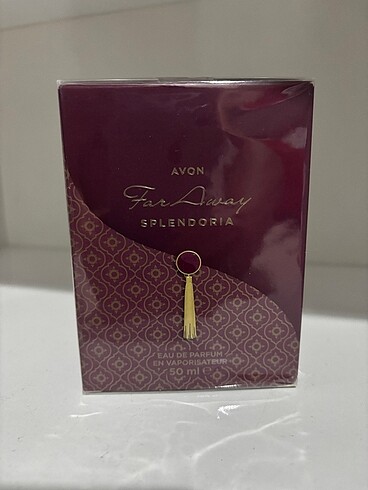 AVON
Far Away
SPLENDORIA
EAU DE PARFUM
EN VAPORISATEUR
50 ml